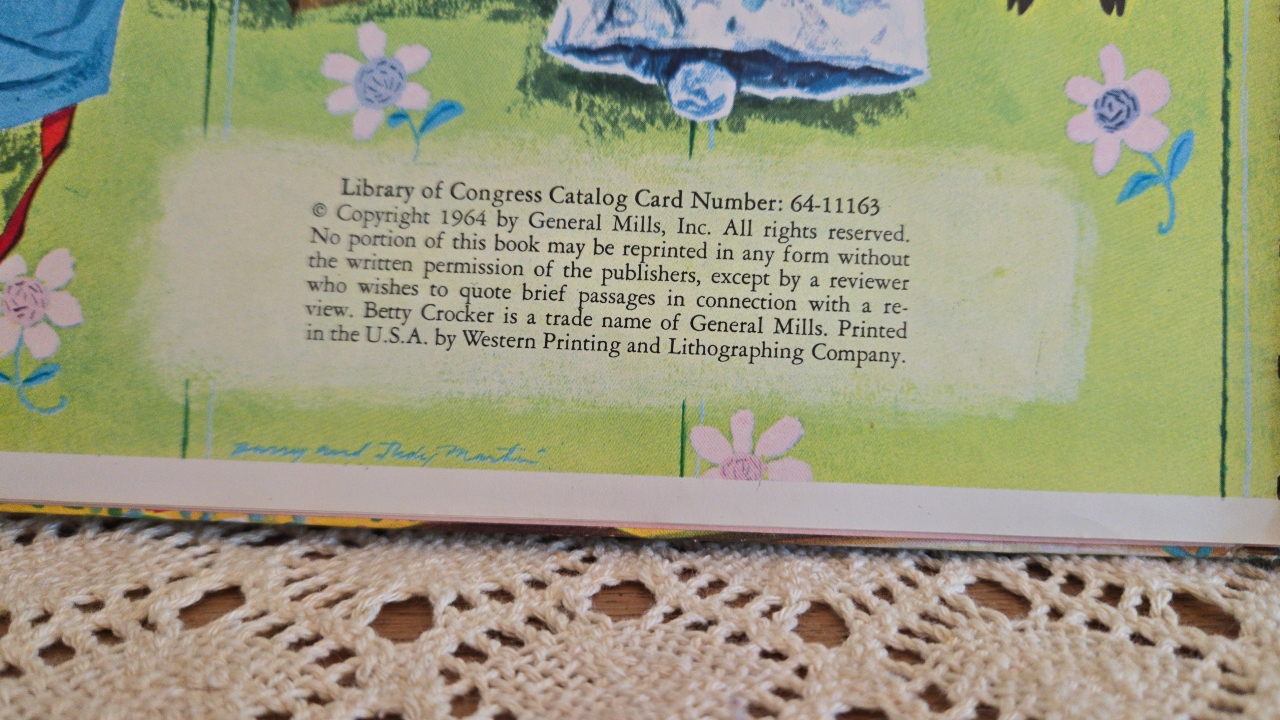 Library of Congress Catalog Card Number: 64-11163
© Copyright 1964 by General Mills, Inc. All rights reserved.
No portion of this book may be reprinted in any form without
the written permission of the publishers, except by a reviewer
who wishes to quote brief passages in connection with a re-
view. Betty Crocker is a trade name of General Mills. Printed
in the U.S.A. by Western Printing and Lithographing Company.
and Judy Martin